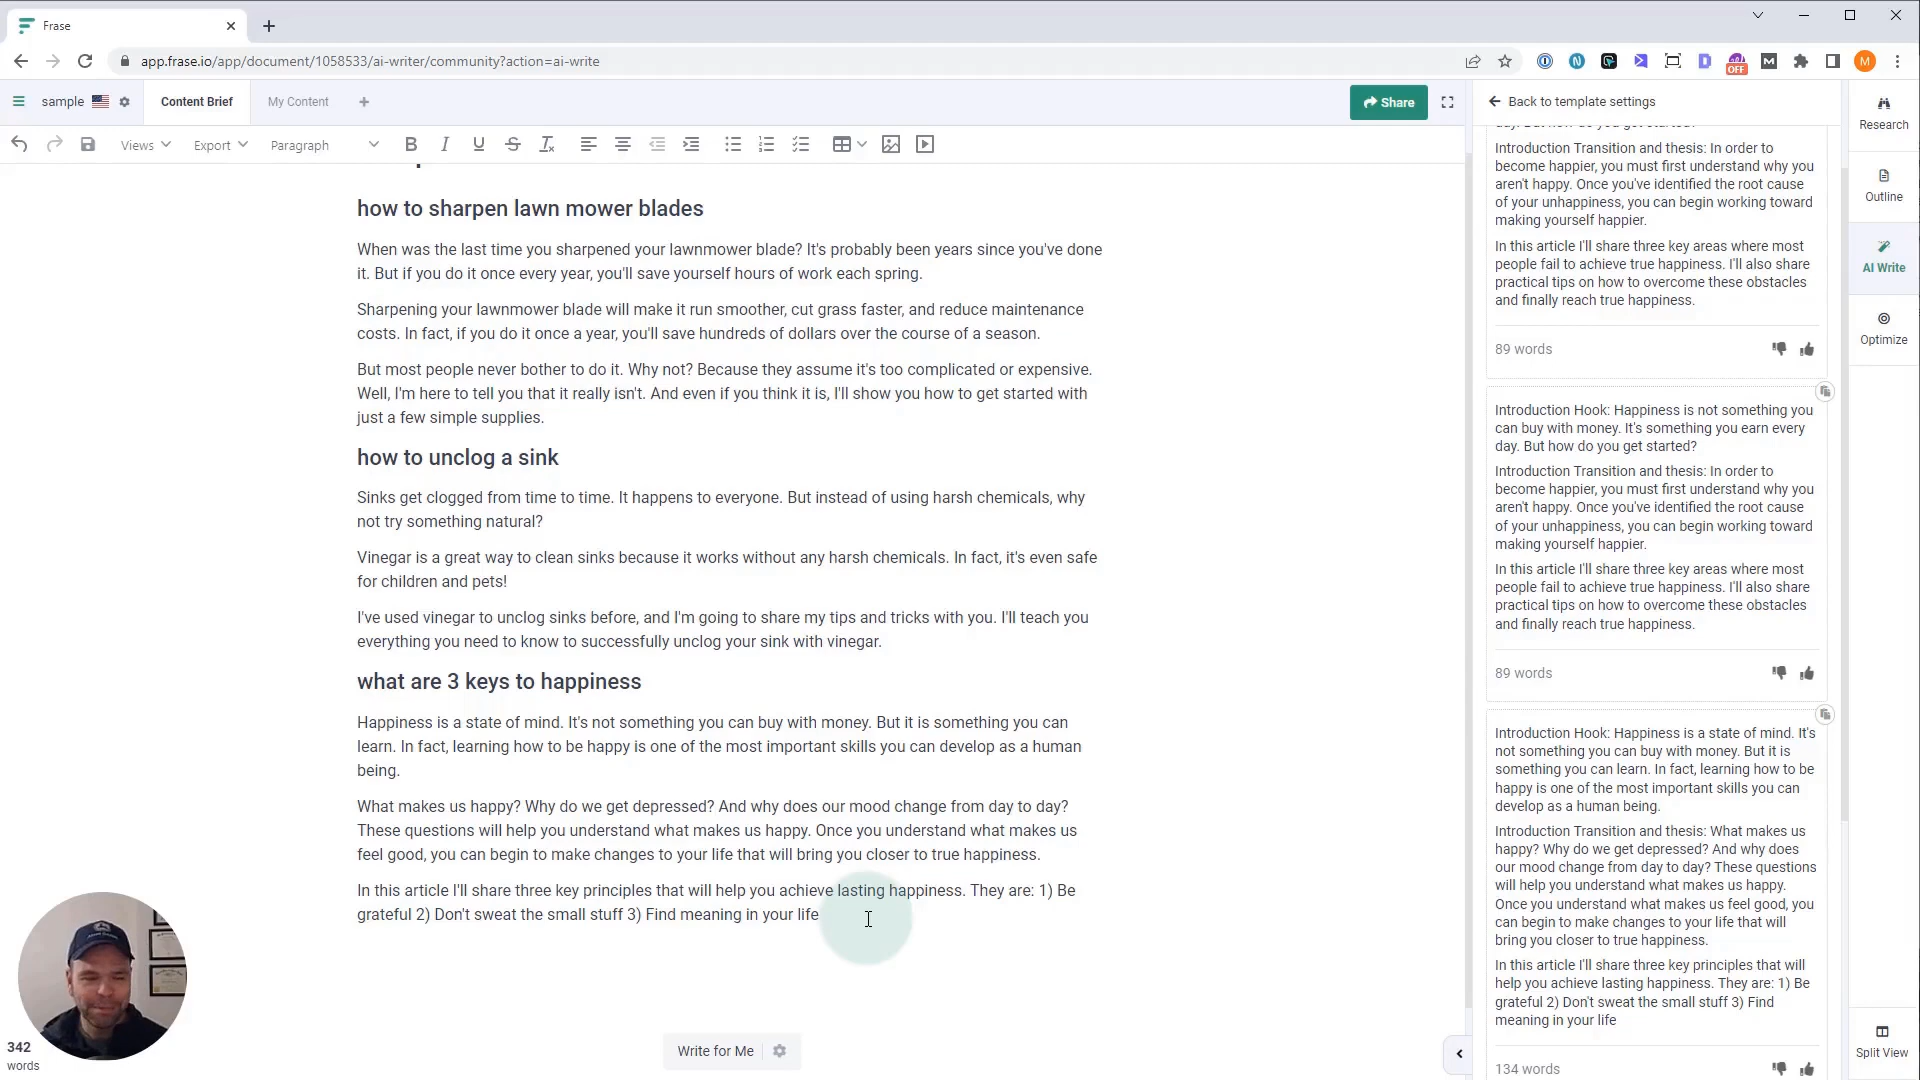 Frase
app.frase.io/app/document/1058533/ai-writer/community?action=ai-write
OFF
M
M
sample
Content Brief
My Content
Share
Back to template settings
Research
Views
Export
Paragraph
how to sharpen lawn mower blades
When was the last time you sharpened your lawnmower blade? It's probably been years since you've done
it. But if you do it once every year, you'll save yourself hours of work each spring.
Sharpening your lawnmower blade will make it run smoother, cut grass faster, and reduce maintenance
costs. In fact, if you do it once a year, you'll save hundreds of dollars over the course of a season.
But most people never bother to do it. Why not? Because they assume it's too complicated or expensive.
Well, I'm here to tell you that it really isn't. And even if you think it is, I'll show you how to get started with
just a few simple supplies.
how to unclog a sink
Sinks get clogged from time to time. It happens to everyone. But instead of using harsh chemicals, why
not try something natural?
Vinegar is a great way to clean sinks because it works without any harsh chemicals. In fact, it's even safe
for children and pets!
I've used vinegar to unclog sinks before, and I'm going to share my tips and tricks with you. I'll teach you
everything you need to know to successfully unclog your sink with vinegar.
what are 3 keys to happiness
Happiness is a state of mind. It's not something you can buy with money. But it is something you can
learn. In fact, learning how to be happy is one of the most important skills you can develop as a human
being.
What makes us happy? Why do we get depressed? And why does our mood change from day to day?
These questions will help you understand what makes us happy. Once you understand what makes us
feel good, you can begin to make changes to your life that will bring you closer to true happiness.
In this article I'll share three key principles that will help you achieve lasting happiness. They are: 1) Be
grateful 2) Don't sweat the small stuff 3) Find meaning in your life
342
words
Write for Me
day. But how do you get started?
Introduction Transition and thesis: In order to
become happier, you must first understand why you
aren't happy. Once you've identified the root cause
of your unhappiness, you can begin working toward
making yourself happier.
In this article I'll share three key areas where most
people fail to achieve true happiness. I'll also share
practical tips on how to overcome these obstacles
and finally reach true happiness.
89 words
Introduction Hook: Happiness is not something you
can buy with money. It's something you earn every
day. But how do you get started?
Introduction Transition and thesis: In order to
become happier, you must first understand why you
aren't happy. Once you've identified the root cause
of your unhappiness, you can begin working toward
making yourself happier.
In this article I'll share three key areas where most
people fail to achieve true happiness. I'll also share
practical tips on how to overcome these obstacles
and finally reach true happiness.
89 words
Introduction Hook: Happiness is a state of mind. It's
not something you can buy with money. But it is
something you can learn. In fact, learning how to be
happy is one of the most important skills you can
develop as a human being.
Introduction Transition and thesis: What makes us
happy? Why do we get depressed? And why does
our mood change from day to day? These questions
will help you understand what makes us happy.
Once you understand what makes us feel good, you
can begin to make changes to your life that will
bring you closer to true happiness.
In this article I'll share three key principles that will
help you achieve lasting happiness. They are: 1) Be
grateful 2) Don't sweat the small stuff 3) Find
meaning in your life
134 words
Outline
AI Write
Optimize
Split View